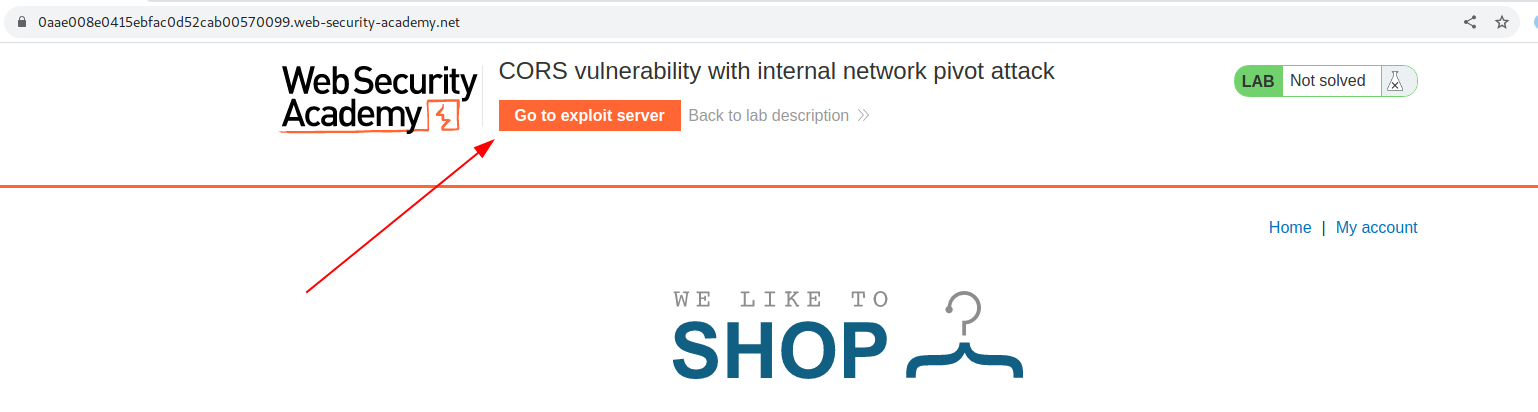 0aae008e0415ebfac0d52cab00570099.web-security-academy.net
Web Security
Academy
CORS vulnerability with internal network pivot attack
Go to exploit server
Back to lab description
LAB
Not solved
Home | My account
WE LIKE TO
SHOP